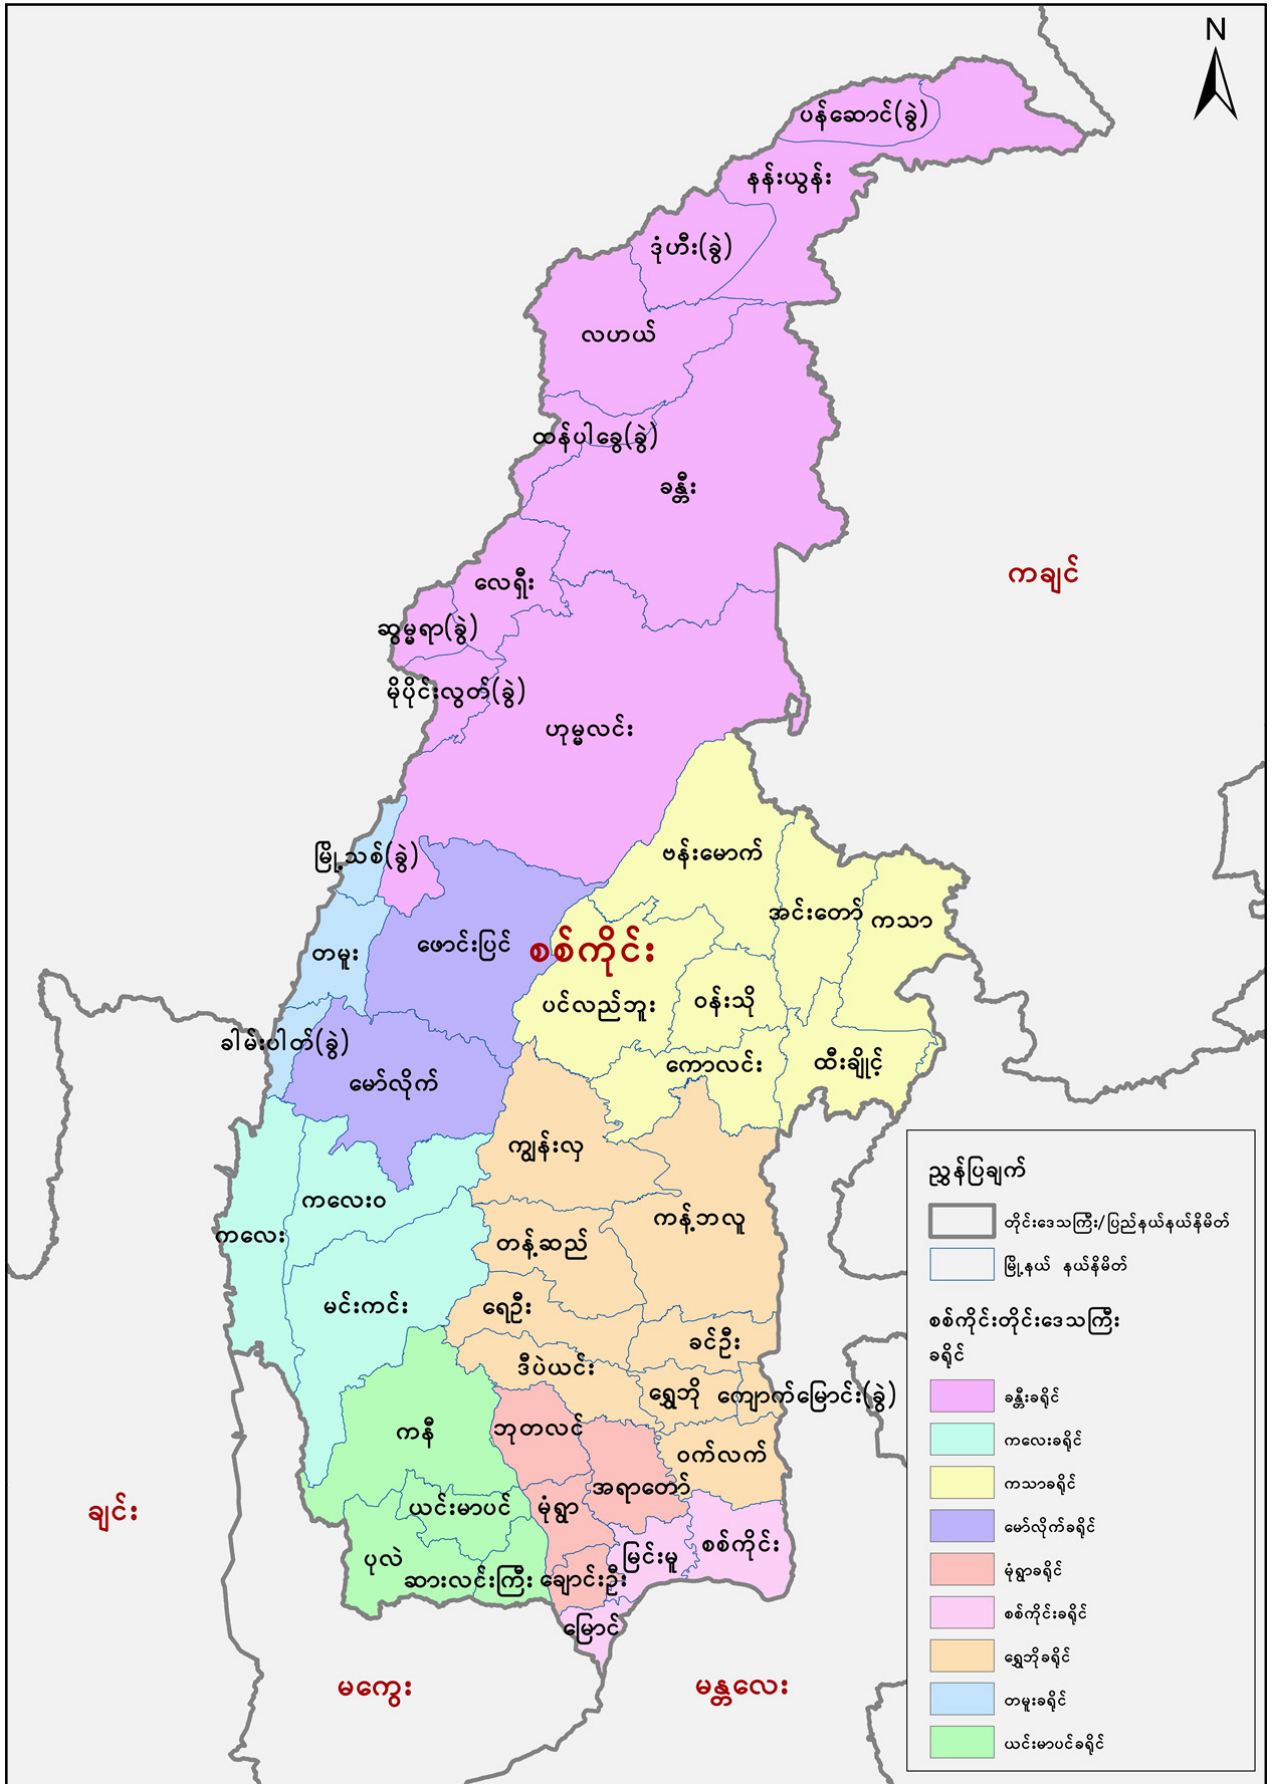 N
ပန်ဆောင်(ခွဲ)
နန်းယွန်း
ဒုံဟီး(ခွဲ)
လဟယ်
ထန်ပါခွေ(ခွဲ)
ခန္တီး
ကချင်
လေရှီး
ဆွမ္မရာ(ခွဲ)
မိုပိုင်းလွတ်(ခွဲ)
ဟုမ္မလင်း
မြို့သစ်(ခွဲ)
ဗန်းမောက်
အင်းတော်
ကသာ
တမူး
ဖောင်းပြင်
စစ်ကိုင်း
ပင်လည်ဘူး
ဝန်းသို
ခါမ်းပါတ်(ခွဲ)
မော်လိုက်
ကောလင်း
ထီးချိုင့်
ကျွန်းလှ
ကလေးဝ
ကန့်ဘလူ
ကလေး
တန့်ဆည်
မင်းကင်း
ရေဦး
ခင်ဦး
ဒီပဲယင်း
ရွှေဘို
ကျောက်မြောင်း(ခွဲ)
ကနီ
ဘုတလင်
ဝက်လက်
အရာတော်
ယင်းမာပင်
မုံရွာ
ချင်း
စစ်ကိုင်း
မြင်းမူ
ပုလဲ
ဆားလင်းကြီး
ချောင်းဦး
မြောင်
မကွေး
မန္တလေး
ညွှန်ပြချက်
တိုင်းဒေသကြီး/ပြည်နယ်နယ်နိမိတ်
မြို့နယ် နယ်နိမိတ်
စစ်ကိုင်းတိုင်းဒေသကြီး
ခရိုင်
ခန္တီးခရိုင်
ကလေးခရိုင်
ကသာခရိုင်
မော်လိုက်ခရိုင်
မုံရွာခရိုင်
စစ်ကိုင်းခရိုင်
ရွှေဘိုခရိုင်
တမူးခရိုင်
ယင်းမာပင်ခရိုင်